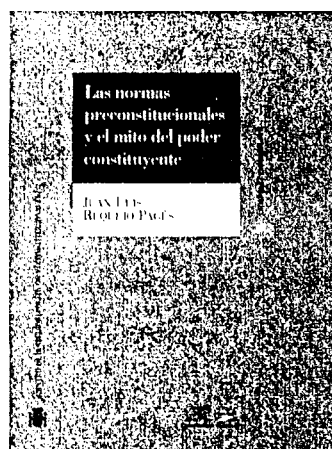 Las normas
preconstitucionales
y el mito del poder
constituyente
JUAN LUIS
REQUEJO PAGÉS